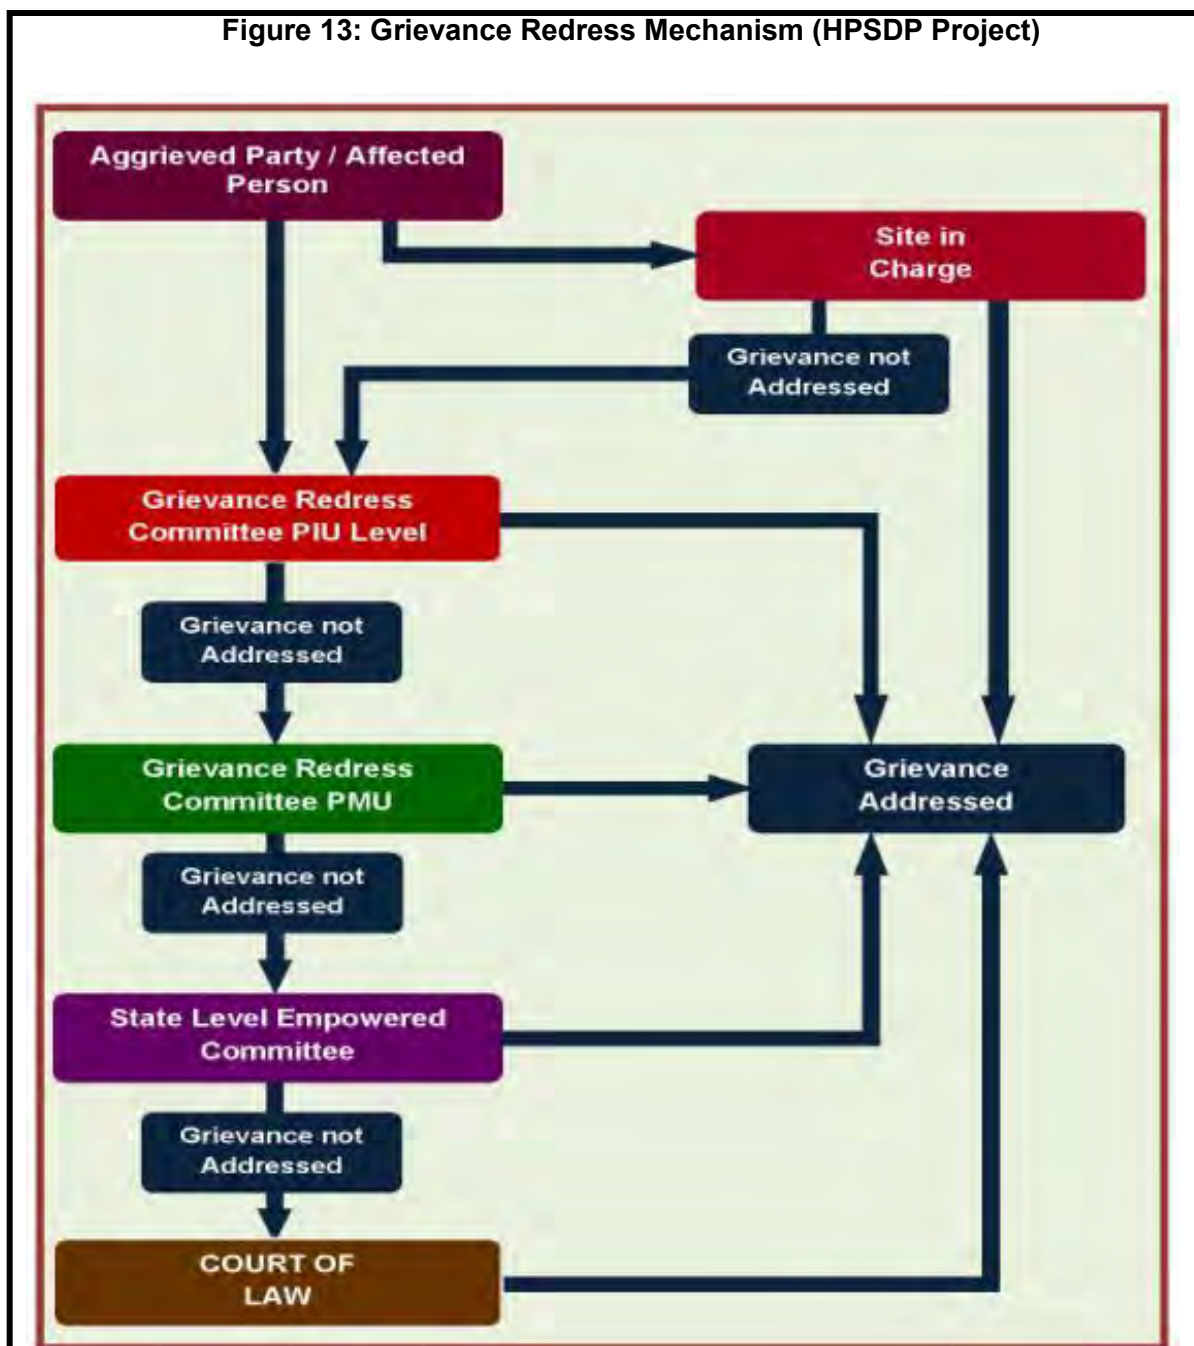 Figure 13: Grievance Redress Mechanism (HPSDP Project)
Aggrieved Party / Affected
Person
Site in
Charge
Grievance not
Addressed
Grievance Redress
Committee PIU Level
Grievance not
Addressed
Grievance Redress
Committee PMU
Grievance
Addressed
Grievance not
Addressed
State Level Empowered
Committee
Grievance not
Addressed
COURT OF
LAW